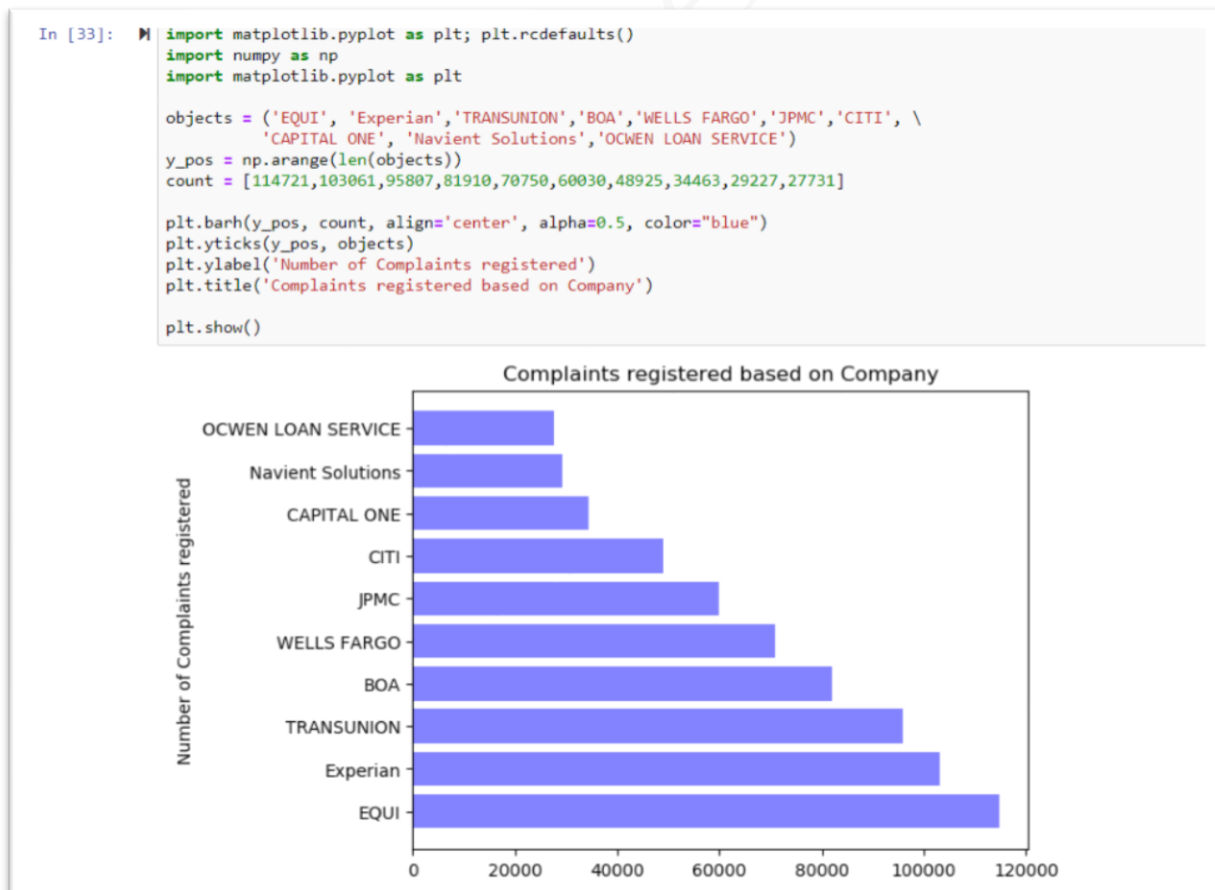 In [33]:
import matplotlib.pyplot as plt; plt.rcdefaults()
import numpy as np
import matplotlib.pyplot as plt
objects = ('EQUI', 'Experian','TRANSUNION','BOA','WELLS FARGO','JPMC','CITI', \
'CAPITAL ONE', 'Navient Solutions','OCWEN LOAN SERVICE')
y_pos = np.arange(len(objects))
count = [114721,103061,95807,81910,70750,60030,48925,34463,29227,27731]
plt.barh(y_pos, count, align='center', alpha=0.5, color="blue")
plt.yticks(y_pos, objects)
plt.ylabel('Number of Complaints registered')
plt.title('Complaints registered based on Company')
plt.show()
Complaints registered based on Company
Number of Complaints registered
OCWEN LOAN SERVICE
Navient Solutions
CAPITAL ONE
CITI
JPMC
WELLS FARGO
BOA
TRANSUNION
Experian
EQUI
0 20000 40000 60000 80000 100000 120000